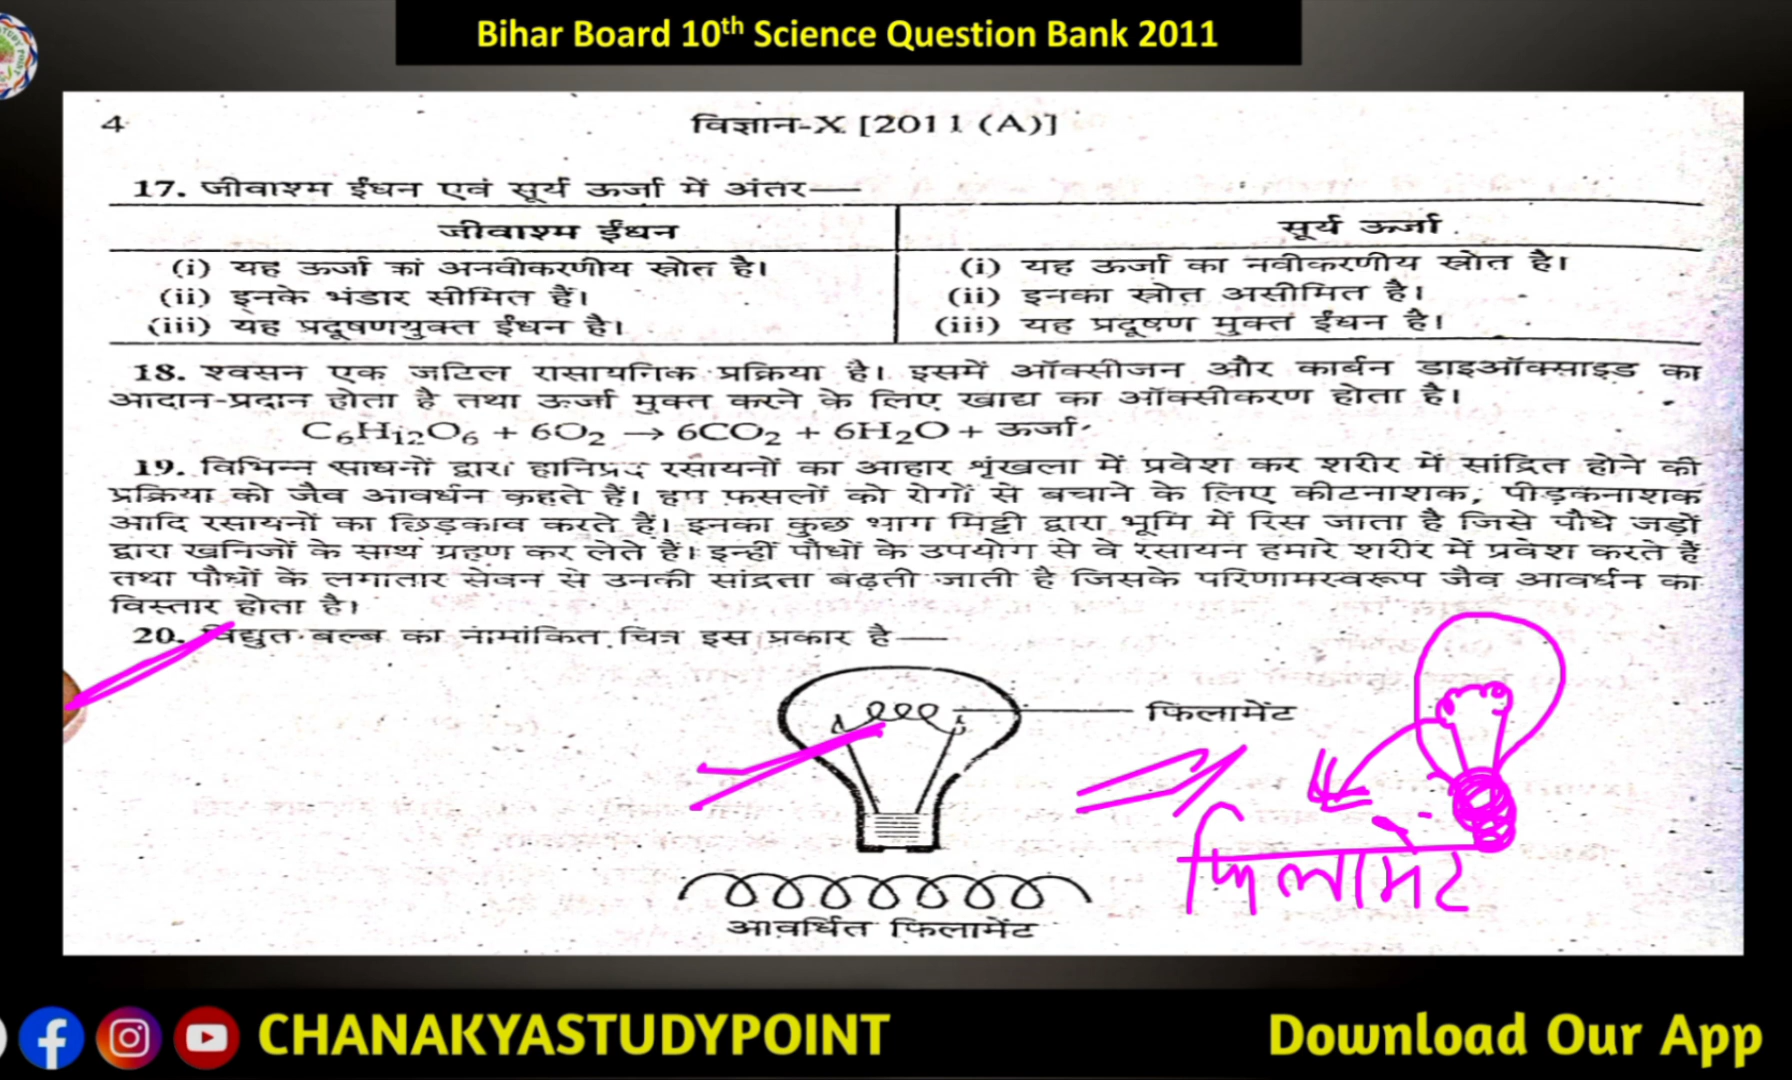 Bihar Board 10th Science Question Bank 2011
4
विज्ञान-X [2011 (A)]
17. जीवाश्म ईंधन एवं सूर्य ऊर्जा में अंतर—
जीवाश्म ईंधन
सूर्य ऊर्जा
(i) यह ऊर्जा का अनवीकरणीय स्रोत है।
(ii) इनके भंडार सीमित हैं।
(iii) यह प्रदूषणयुक्त ईंधन है।
(i) यह ऊर्जा का नवीकरणीय स्रोत है।
(ii) इनका स्रोत असीमित है।
(iii) यह प्रदूषण मुक्त ईंधन है।
18. श्वसन एक जटिल रासायनिक प्रक्रिया है। इसमें ऑक्सीजन और कार्बन डाइऑक्साइड का
आदान-प्रदान होता है तथा ऊर्जा मुक्त करने के लिए खाद्य का ऑक्सीकरण होता है।
C₆H₁₂O₆ + 6O₂ → 6CO₂ + 6H₂O + ऊर्जा
19. विभिन्न साधनों द्वारा हानिप्रद रसायनों का आहार शृंखला में प्रवेश कर शरीर में सांद्रित होने की
प्रक्रिया को जैव आवर्धन कहते हैं। हम फसलों को रोगों से बचाने के लिए कीटनाशक, पीड़कनाशक
आदि रसायनों का छिड़काव करते हैं। इनका कुछ भाग मिट्टी द्वारा भूमि में रिस जाता है जिसे पौधे जड़ों
द्वारा खनिजों के साथ ग्रहण कर लेते हैं। इन्हीं पौधों के उपयोग से वे रसायन हमारे शरीर में प्रवेश करते हैं
तथा पौधों के लगातार सेवन से उनकी सांद्रता बढ़ती जाती है जिसके परिणामस्वरूप जैव आवर्धन का
विस्तार होता है।
20. विद्युत बल्ब का नामांकित चित्र इस प्रकार है—
फिलामेंट
फिलामेंट
आवर्धित फिलामेंट
CHANAKYASTUDYPOINT
Download Our App